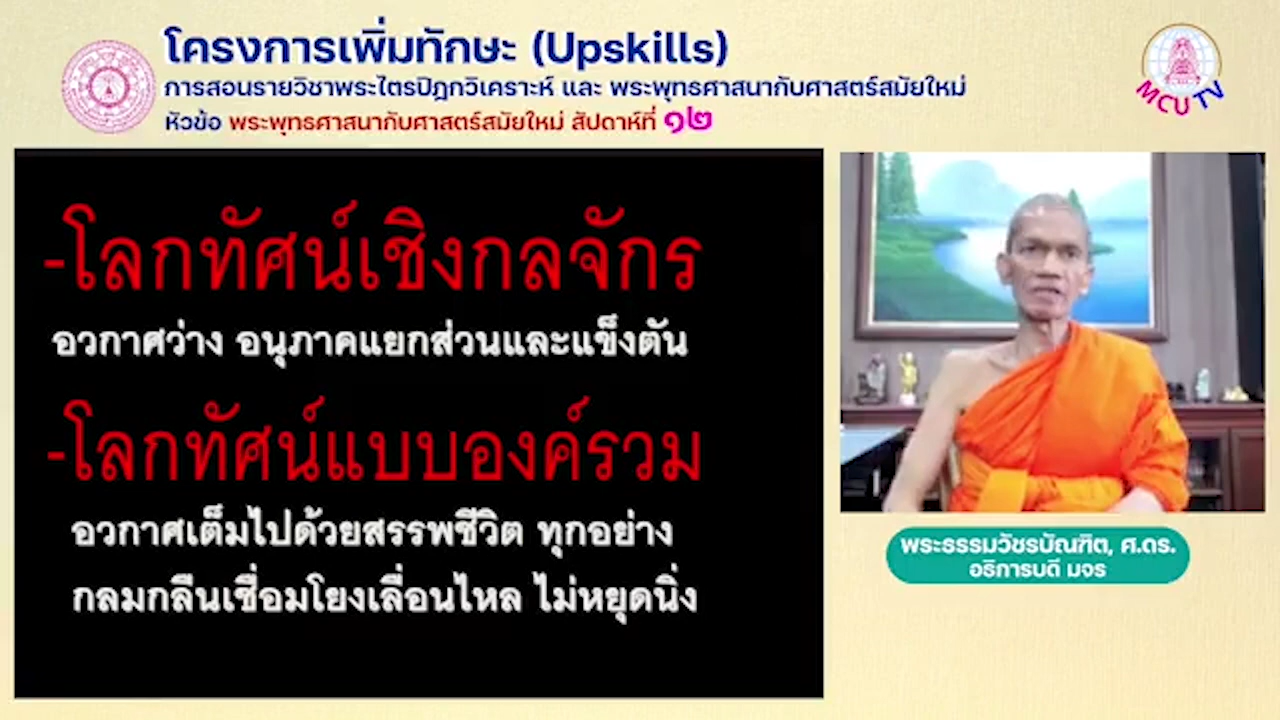 โครงการเพิ่มทักษะ (Upskills)
การสอนรายวิชาพระไตรปิฎกวิเคราะห์ และ พระพุทธศาสนากับศาสตร์สมัยใหม่
หัวข้อ พระพุทธศาสนากับศาสตร์สมัยใหม่ สัปดาห์ที่ ๑๒
MCU TV
-โลกทัศน์เชิงกลจักร
อวกาศว่าง อนุภาคแยกส่วนและแข็งตัน
-โลกทัศน์แบบองค์รวม
อวกาศเต็มไปด้วยสรรพชีวิต ทุกอย่าง
กลมกลืนเชื่อมโยงเลื่อนไหล ไม่หยุดนิ่ง
พระธรรมวัชรบัณฑิต, ศ.ดร.
อธิการบดี มจร